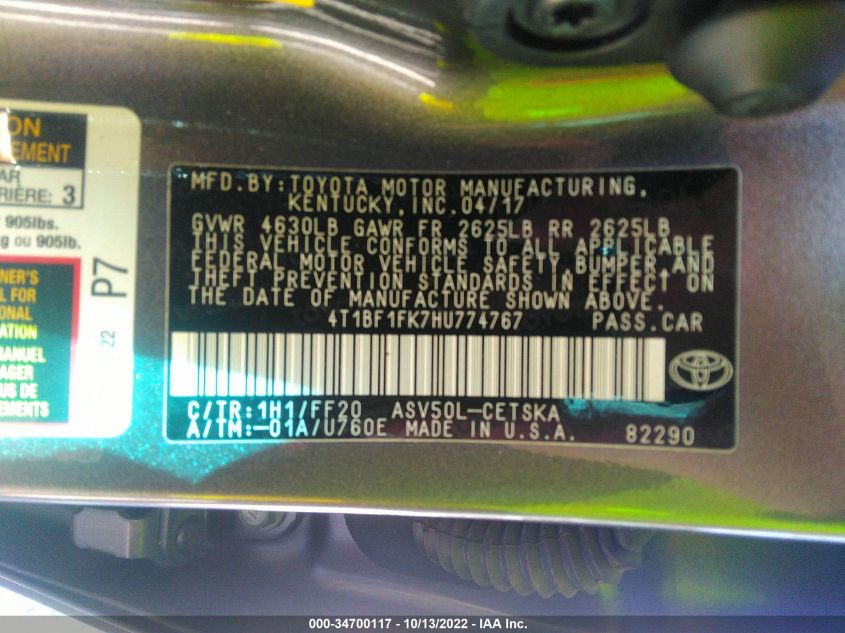 ON
EMENT
AR
RIÈRE: 3
905lbs.
g ou 905lb.
NER'S
L FOR
ONAL
ATION
MANUEL
AGER
US DE
MENTS
P7
22
MFD.BY:TOYOTA MOTOR MANUFACTURING,
KENTUCKY,INC.04/17
GVWR 4630LB GAWR FR 2625LB RR 2625LB
THIS VEHICLE CONFORMS TO ALL APPLICABLE
FEDERAL MOTOR VEHICLE SAFETY,BUMPER,AND
THEFT PREVENTION STANDARDS IN EFFECT ON
THE DATE OF MANUFACTURE SHOWN ABOVE.
4T1BF1FK7HU774767 PASS.CAR
C/TR:1H1/FF20 ASV50L-CETSKA
A/TM:-01A/U760E MADE IN U.S.A. 82290
000-34700117 - 10/13/2022 - IAA Inc.